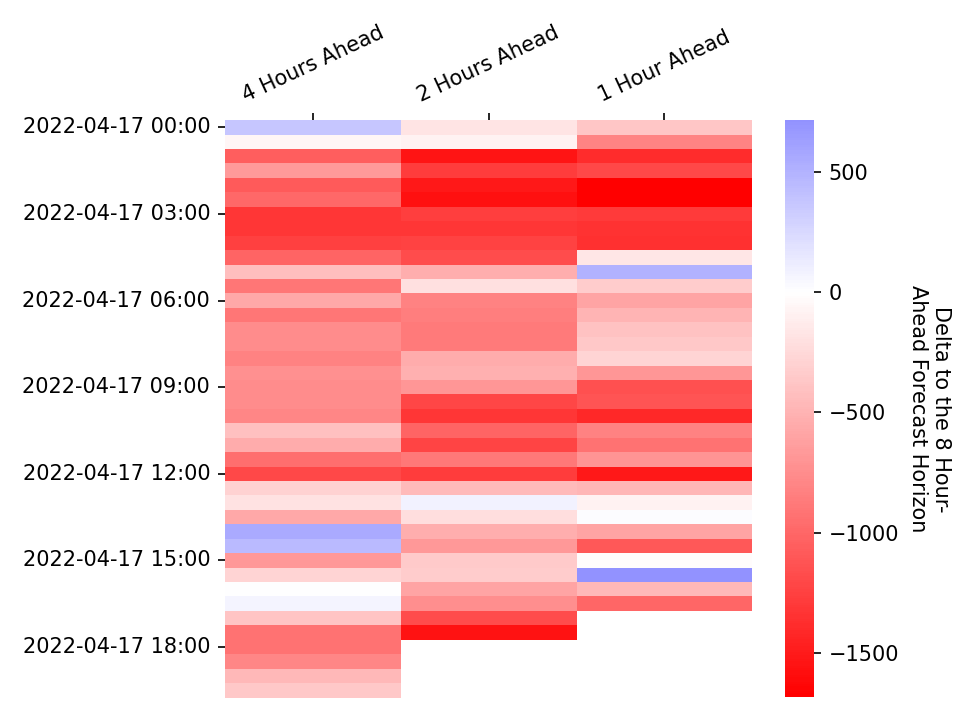 4 Hours Ahead
2 Hours Ahead
1 Hour Ahead
2022-04-17 00:00
2022-04-17 03:00
2022-04-17 06:00
2022-04-17 09:00
2022-04-17 12:00
2022-04-17 15:00
2022-04-17 18:00
500
0
−500
−1000
−1500
Delta to the 8 Hour-
Ahead Forecast Horizon